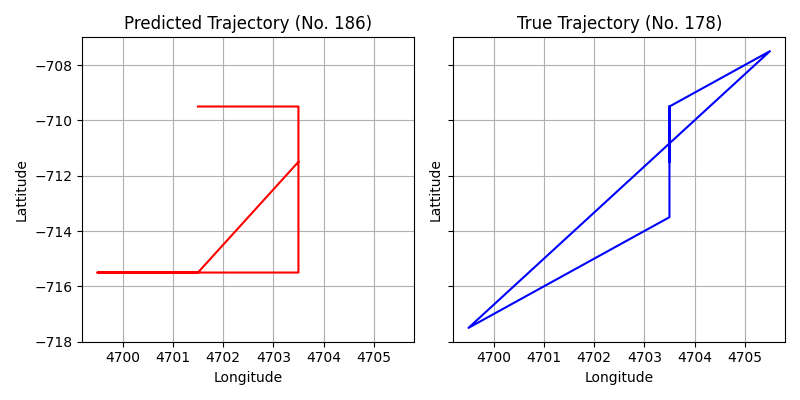 Predicted Trajectory (No. 186)
True Trajectory (No. 178)
−708
−710
−712
−714
−716
−718
Lattitude
Lattitude
4700 4701 4702 4703 4704 4705
4700 4701 4702 4703 4704 4705
Longitude
Longitude